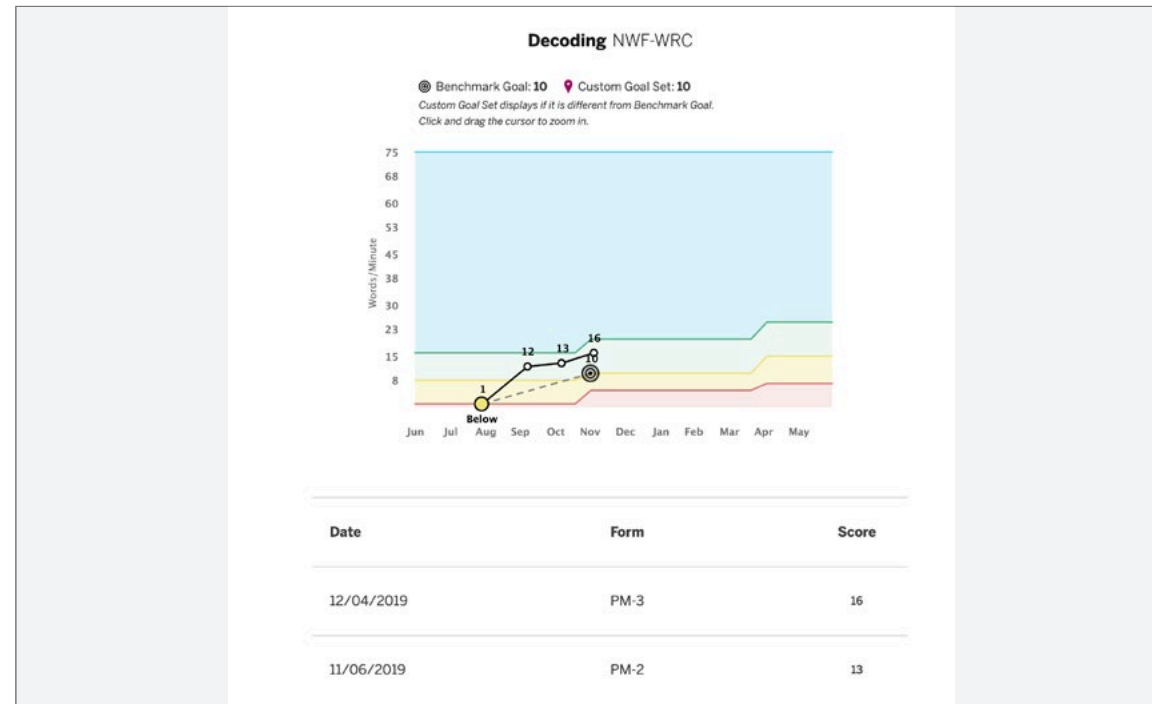 Decoding NWF-WRC
Benchmark Goal: 10 Custom Goal Set: 10
Custom Goal Set displays if it is different from Benchmark Goal.
Click and drag the cursor to zoom in.
75
68
60
53
45
38
30
23
15
8
Words/Minute
1
12
13
16
10
Below
Jun Jul Aug Sep Oct Nov Dec Jan Feb Mar Apr May
Date Form Score
12/04/2019 PM-3 16
11/06/2019 PM-2 13